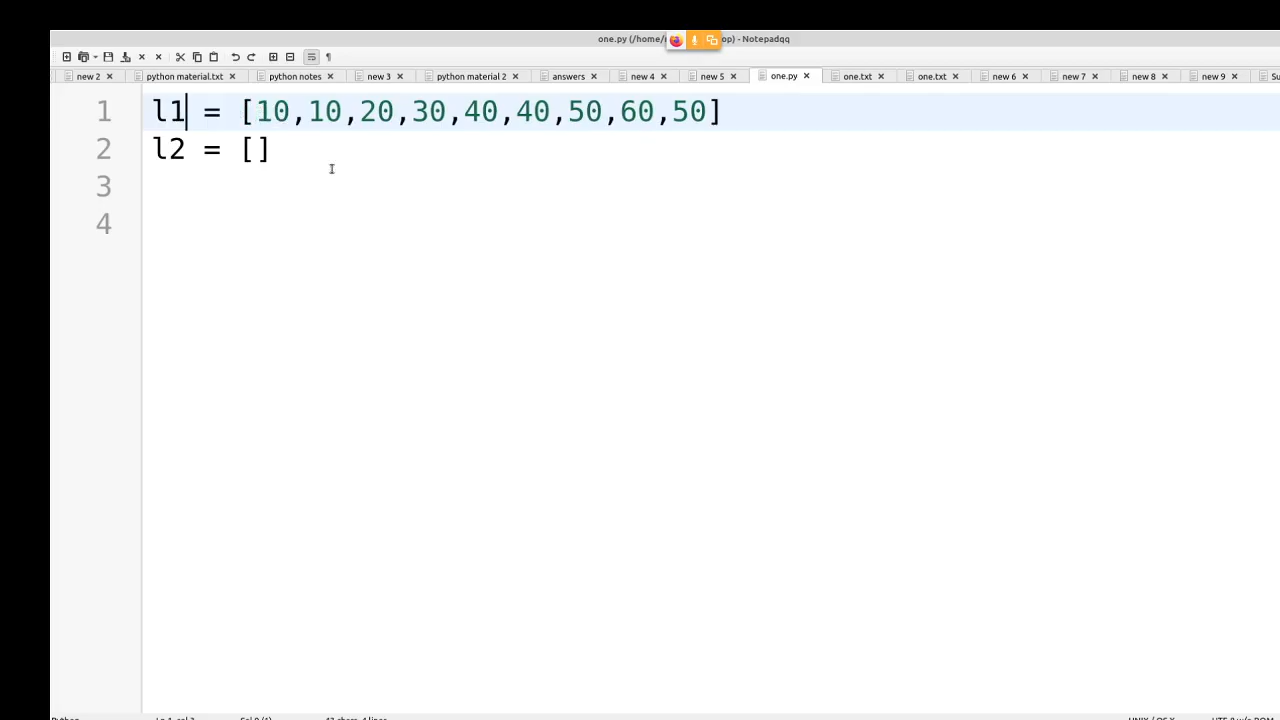 one.py (/home/ op) - Notepadqq
new 2 python material.txt python notes new 3 python material 2 answers new 4 new 5 one.py one.txt one.txt new 6 new 7 new 8 new 9 Su
1 l1 = [10,10,20,30,40,40,50,60,50]
2 l2 = []
3
4